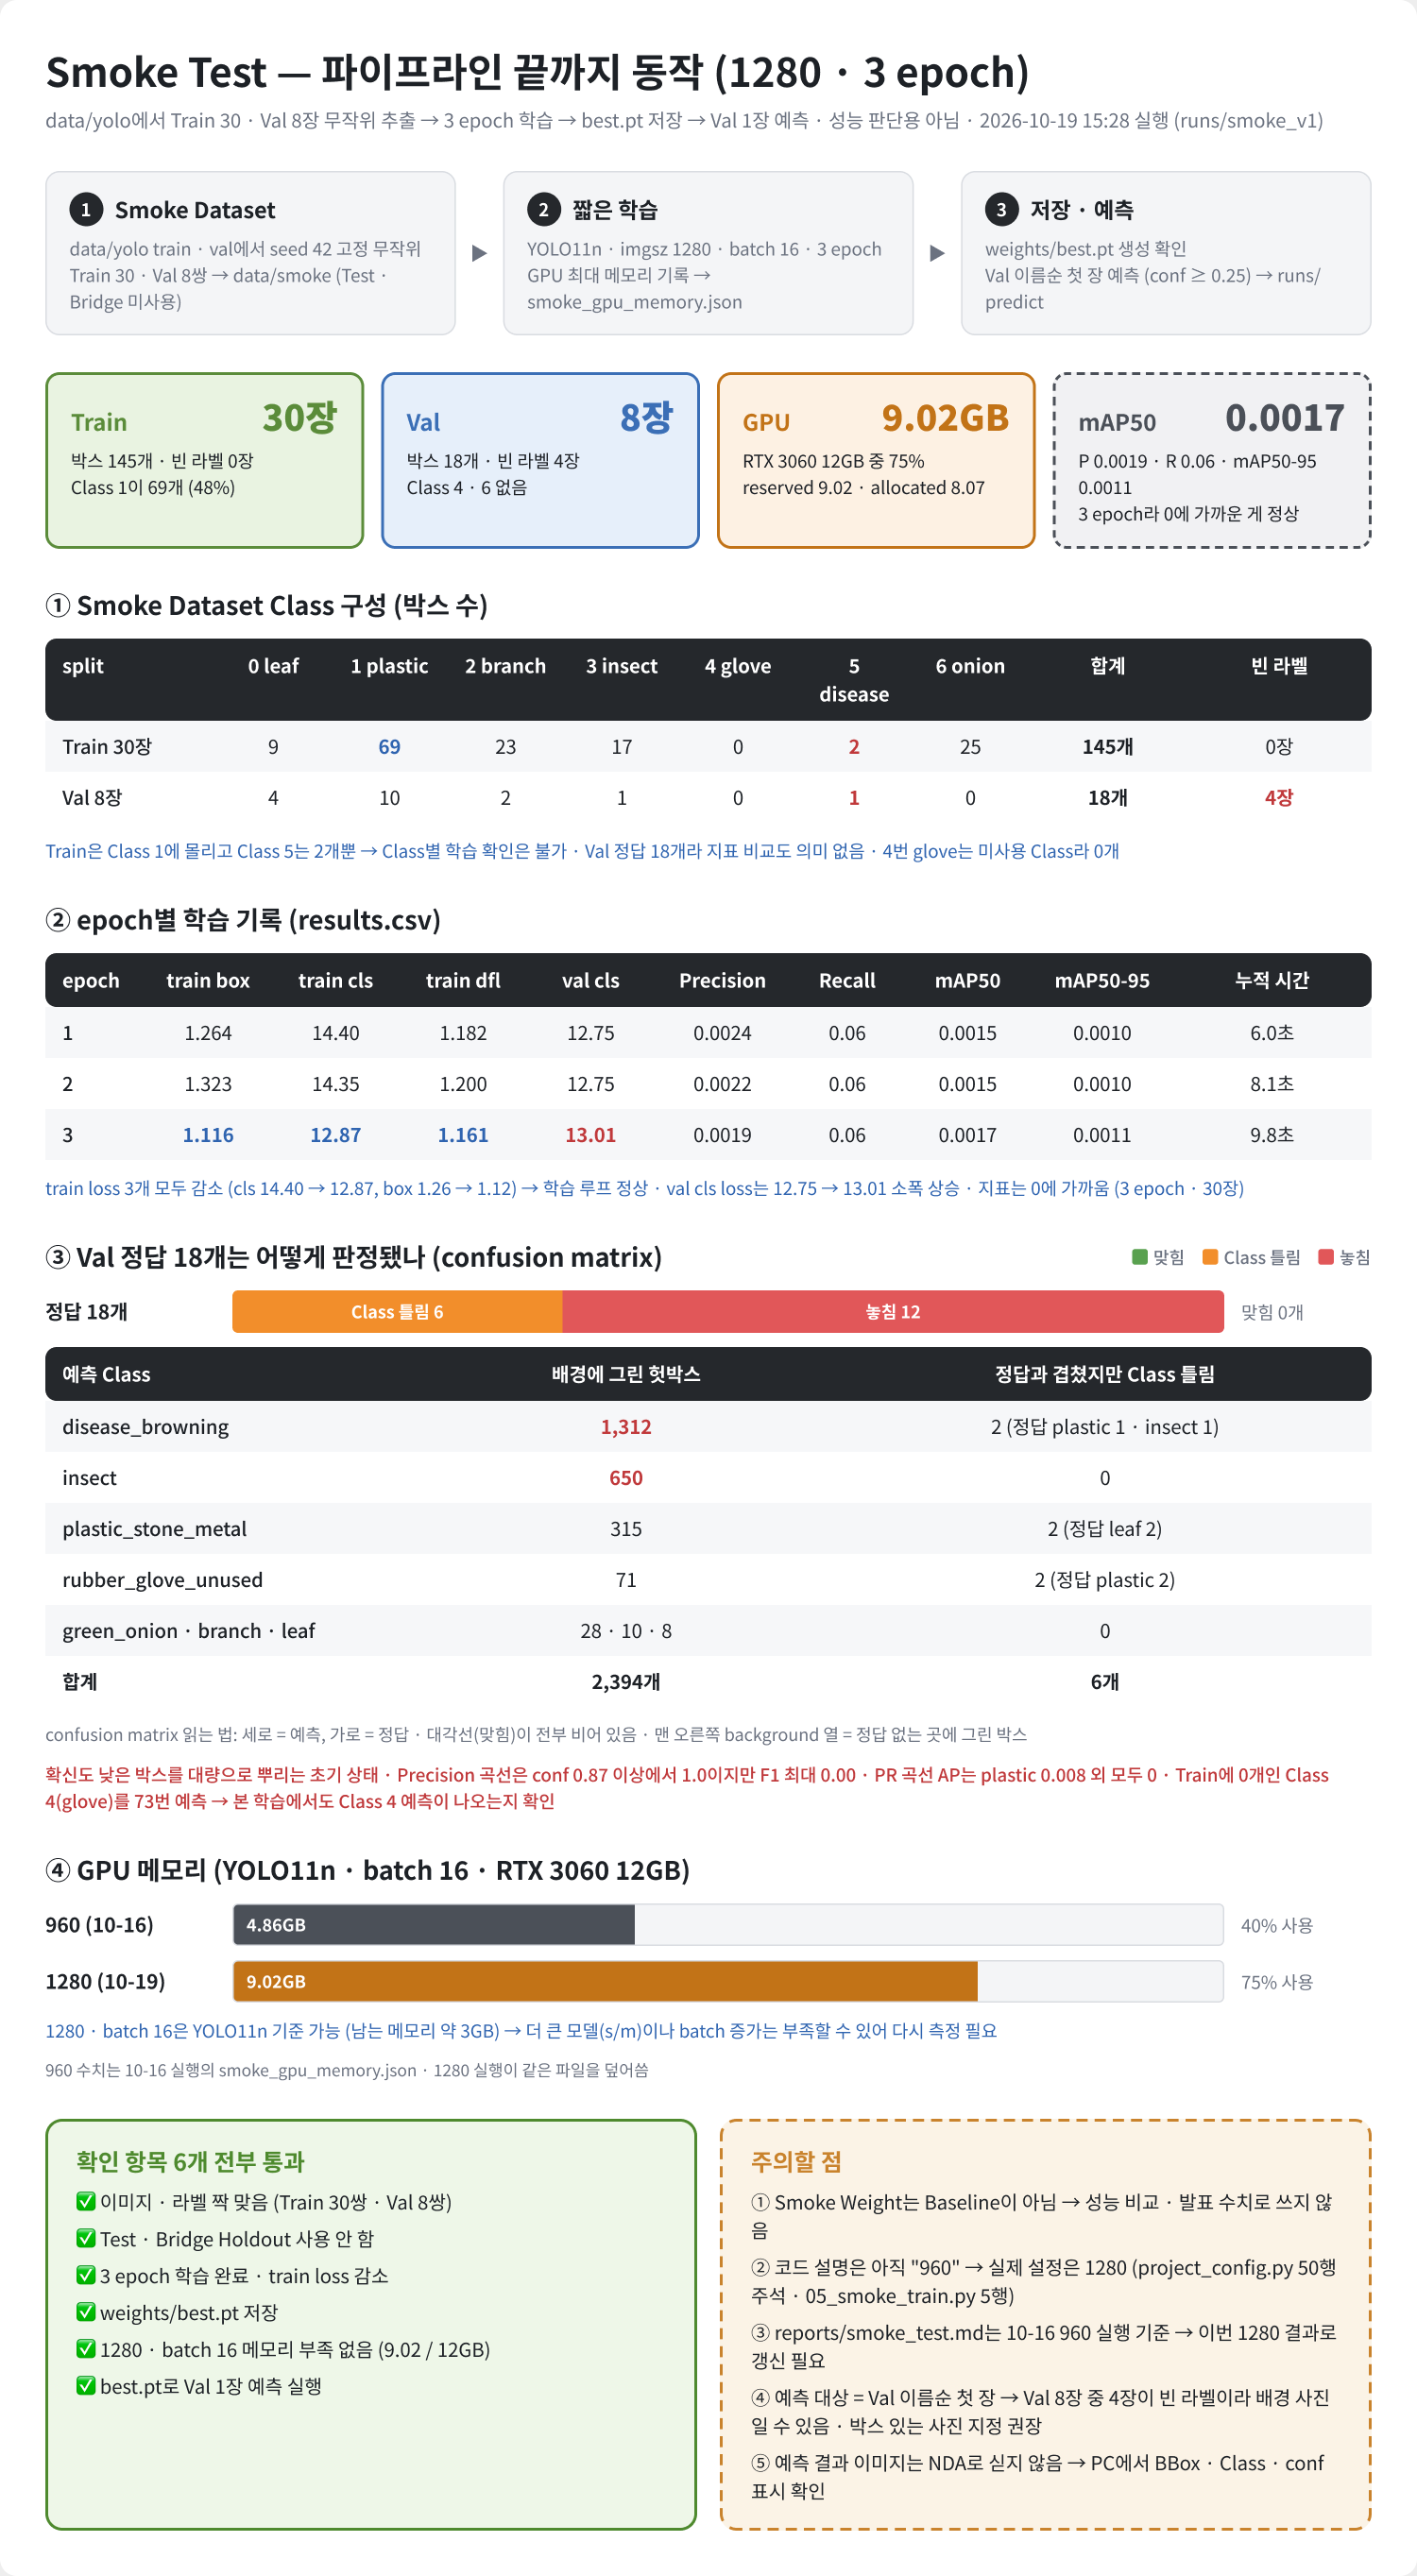 Smoke Test — 파이프라인 끝까지 동작 (1280 · 3 epoch)
data/yolo에서 Train 30 · Val 8장 무작위 추출 → 3 epoch 학습 → best.pt 저장 → Val 1장 예측 · 성능 판단용 아님 · 2026-10-19 15:28 실행 (runs/smoke_v1)
1 Smoke Dataset
data/yolo train · val에서 seed 42 고정 무작위
Train 30 · Val 8쌍 → data/smoke (Test ·
Bridge 미사용)
▶
2 짧은 학습
YOLO11n · imgsz 1280 · batch 16 · 3 epoch
GPU 최대 메모리 기록 →
smoke_gpu_memory.json
▶
3 저장 · 예측
weights/best.pt 생성 확인
Val 이름순 첫 장 예측 (conf ≥ 0.25) → runs/
predict
Train 30장
박스 145개 · 빈 라벨 0장
Class 1이 69개 (48%)
Val 8장
박스 18개 · 빈 라벨 4장
Class 4 · 6 없음
GPU 9.02GB
RTX 3060 12GB 중 75%
reserved 9.02 · allocated 8.07
mAP50 0.0017
P 0.0019 · R 0.06 · mAP50-95
0.0011
3 epoch라 0에 가까운 게 정상
① Smoke Dataset Class 구성 (박스 수)
split 0 leaf 1 plastic 2 branch 3 insect 4 glove 5 disease 6 onion 합계 빈 라벨
Train 30장 9 69 23 17 0 2 25 145개 0장
Val 8장 4 10 2 1 0 1 0 18개 4장
Train은 Class 1에 몰리고 Class 5는 2개뿐 → Class별 학습 확인은 불가 · Val 정답 18개라 지표 비교도 의미 없음 · 4번 glove는 미사용 Class라 0개
② epoch별 학습 기록 (results.csv)
epoch train box train cls train dfl val cls Precision Recall mAP50 mAP50-95 누적 시간
1 1.264 14.40 1.182 12.75 0.0024 0.06 0.0015 0.0010 6.0초
2 1.323 14.35 1.200 12.75 0.0022 0.06 0.0015 0.0010 8.1초
3 1.116 12.87 1.161 13.01 0.0019 0.06 0.0017 0.0011 9.8초
train loss 3개 모두 감소 (cls 14.40 → 12.87, box 1.26 → 1.12) → 학습 루프 정상 · val cls loss는 12.75 → 13.01 소폭 상승 · 지표는 0에 가까움 (3 epoch · 30장)
③ Val 정답 18개는 어떻게 판정됐나 (confusion matrix) 맞힘 Class 틀림 놓침
정답 18개 Class 틀림 6 놓침 12 맞힘 0개
예측 Class 배경에 그린 헛박스 정답과 겹쳤지만 Class 틀림
disease_browning 1,312 2 (정답 plastic 1 · insect 1)
insect 650 0
plastic_stone_metal 315 2 (정답 leaf 2)
rubber_glove_unused 71 2 (정답 plastic 2)
green_onion · branch · leaf 28 · 10 · 8 0
합계 2,394개 6개
confusion matrix 읽는 법: 세로 = 예측, 가로 = 정답 · 대각선(맞힘)이 전부 비어 있음 · 맨 오른쪽 background 열 = 정답 없는 곳에 그린 박스
확신도 낮은 박스를 대량으로 뿌리는 초기 상태 · Precision 곡선은 conf 0.87 이상에서 1.0이지만 F1 최대 0.00 · PR 곡선 AP는 plastic 0.008 외 모두 0 · Train에 0개인 Class
4(glove)를 73번 예측 → 본 학습에서도 Class 4 예측이 나오는지 확인
④ GPU 메모리 (YOLO11n · batch 16 · RTX 3060 12GB)
960 (10-16) 4.86GB 40% 사용
1280 (10-19) 9.02GB 75% 사용
1280 · batch 16은 YOLO11n 기준 가능 (남는 메모리 약 3GB) → 더 큰 모델(s/m)이나 batch 증가는 부족할 수 있어 다시 측정 필요
960 수치는 10-16 실행의 smoke_gpu_memory.json · 1280 실행이 같은 파일을 덮어씀
확인 항목 6개 전부 통과
✅ 이미지 · 라벨 짝 맞음 (Train 30쌍 · Val 8쌍)
✅ Test · Bridge Holdout 사용 안 함
✅ 3 epoch 학습 완료 · train loss 감소
✅ weights/best.pt 저장
✅ 1280 · batch 16 메모리 부족 없음 (9.02 / 12GB)
✅ best.pt로 Val 1장 예측 실행
주의할 점
① Smoke Weight는 Baseline이 아님 → 성능 비교 · 발표 수치로 쓰지 않
음
② 코드 설명은 아직 "960" → 실제 설정은 1280 (project_config.py 50행
주석 · 05_smoke_train.py 5행)
③ reports/smoke_test.md는 10-16 960 실행 기준 → 이번 1280 결과로
갱신 필요
④ 예측 대상 = Val 이름순 첫 장 → Val 8장 중 4장이 빈 라벨이라 배경 사진
일 수 있음 · 박스 있는 사진 지정 권장
⑤ 예측 결과 이미지는 NDA로 싣지 않음 → PC에서 BBox · Class · conf
표시 확인